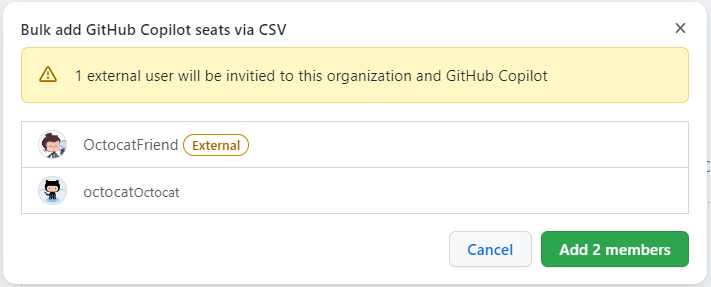 Bulk add GitHub Copilot seats via CSV
1 external user will be invitied to this organization and GitHub Copilot
OctocatFriend External
octocatOctocat
Cancel Add 2 members